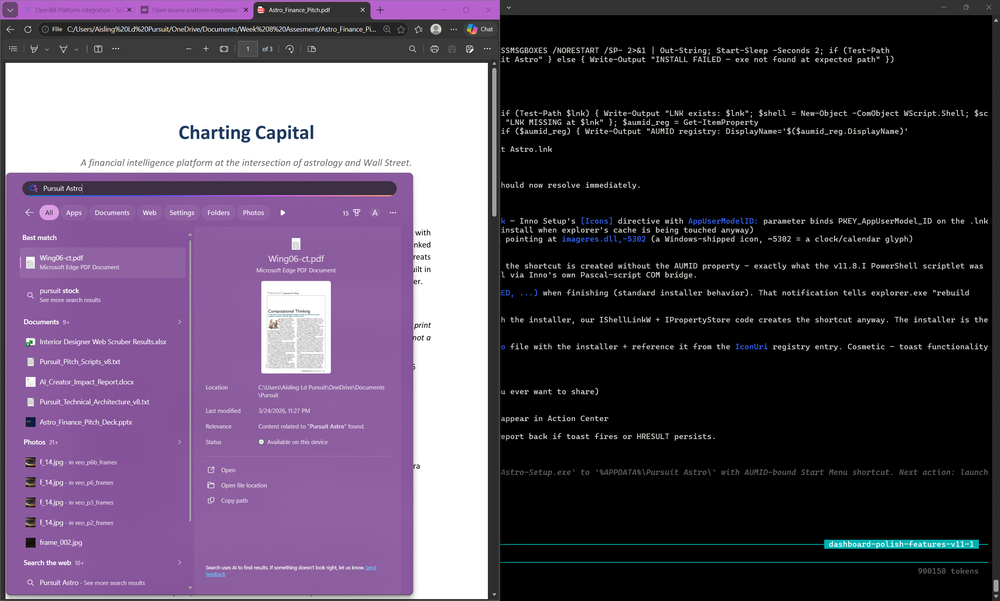 OpenBB Platform integration - Sea
Open source platform integration
Astro_Finance_Pitch.pdf
File
C:/Users/Aisling%20Ld%20Pursuit/OneDrive/Documents/Week%208%20Assesment/Astro_Finance_Pi...
Chat
1
of 3
Charting Capital
A financial intelligence platform at the intersection of astrology and Wall Street.
with
nked
reats
uilt in
er.
print
not a
6
ra
Pursuit Astro
All
Apps
Documents
Web
Settings
Folders
Photos
15
A
Best match
Wing06-ct.pdf
Microsoft Edge PDF Document
pursuit stock
See more search results
Documents 9+
Interior Designer Web Scruber Results.xlsx
Pursuit_Pitch_Scripts_v8.txt
AI_Creator_Impact_Report.docx
Pursuit_Technical_Architecture_v8.txt
Astro_Finance_Pitch_Deck.pptx
Photos 21+
f_14.jpg - in veo_p6b_frames
f_14.jpg - in veo_p6_frames
f_14.jpg - in veo_p3_frames
f_14.jpg - in veo_p2_frames
frame_002.jpg
Search the web 10+
Pursuit Astro - See more search results
Wing06-ct.pdf
Microsoft Edge PDF Document
Viewpoint
Computational Thinking
Location
C:\Users\Aisling Ld Pursuit\OneDrive\Documents
\Pursuit
Last modified
3/24/2026, 11:27 PM
Relevance
Content related to "Pursuit Astro" found.
Status
Available on this device
Open
Open file location
Copy path
Search uses AI to find results. If something doesn't look right, let us know. Send
feedback
ESSMSGBOXES /NORESTART /SP- 2>&1 | Out-String; Start-Sleep -Seconds 2; if (Test-Path
it Astro" } else { Write-Output "INSTALL FAILED - exe not found at expected path" })
if (Test-Path $lnk) { Write-Output "LNK exists: $lnk"; $shell = New-Object -ComObject WScript.Shell; $sc
"LNK MISSING at $lnk" }; $aumid_reg = Get-ItemProperty
if ($aumid_reg) { Write-Output "AUMID registry: DisplayName='$($aumid_reg.DisplayName)'
t Astro.lnk
hould now resolve immediately.
k - Inno Setup's [Icons] directive with AppUserModelID: parameter binds PKEY_AppUserModel_ID on the .lnk
install when explorer's cache is being touched anyway)
pointing at imageres.dll,-5302 (a Windows-shipped icon, ~5302 = a clock/calendar glyph)
the shortcut is created without the AUMID property - exactly what the v11.8.I PowerShell scriptlet was
l via Inno's own Pascal-script COM bridge.
GED, ...) when finishing (standard installer behavior). That notification tells explorer.exe "rebuild
h the installer, our IShellLinkW + IPropertyStore code creates the shortcut anyway. The installer is the
o file with the installer + reference it from the IconUri registry entry. Cosmetic - toast functionality
u ever want to share)
appear in Action Center
eport back if toast fires or HRESULT persists.
Astro-Setup.exe` to `%APPDATA%\Pursuit Astro\` with AUMID-bound Start Menu shortcut. Next action: launch
dashboard-polish-features-v11-1
900150 tokens